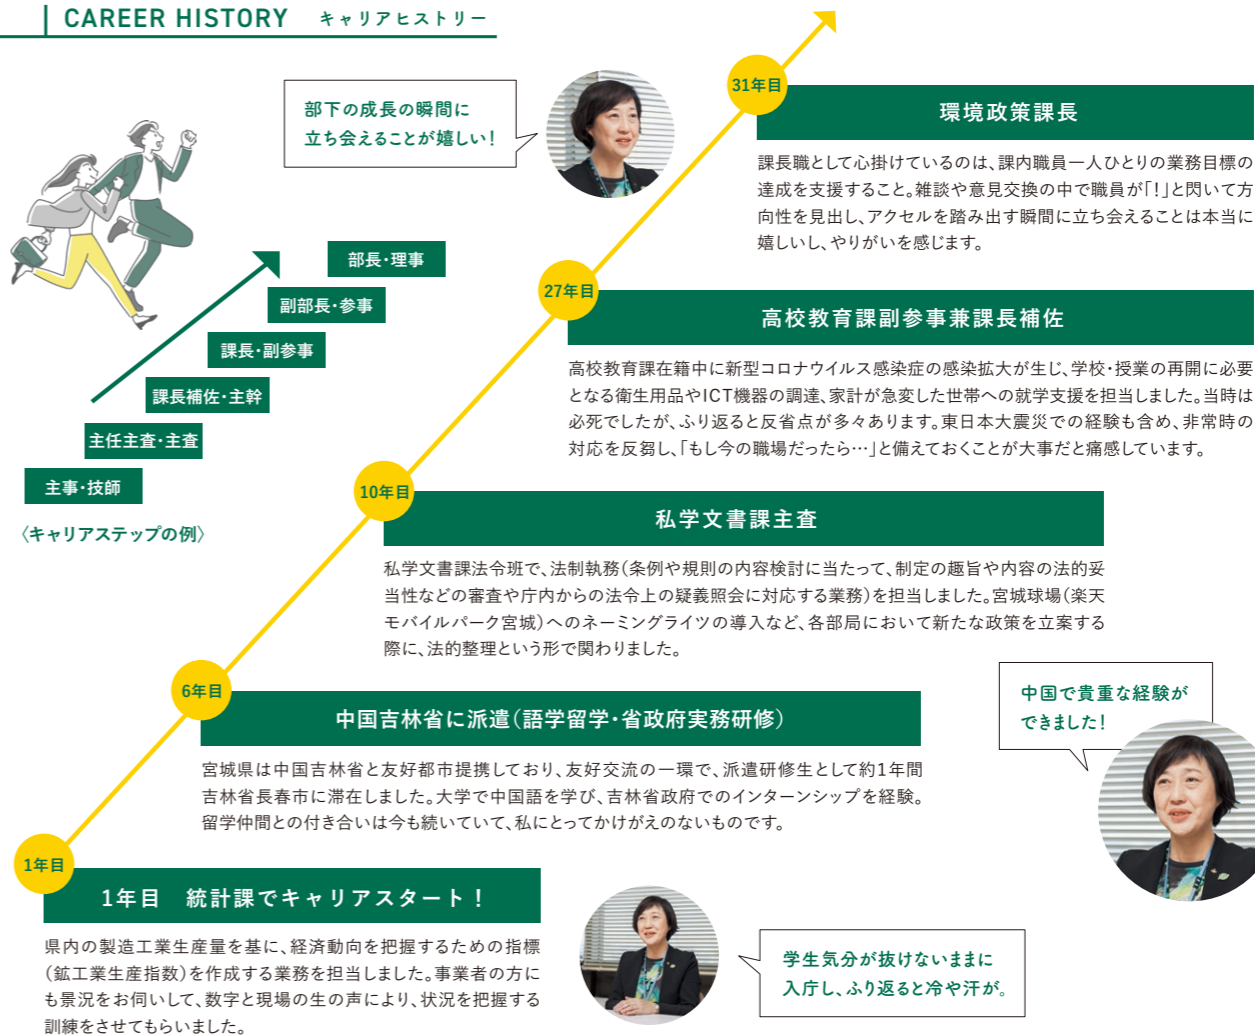 CAREER HISTORY キャリアヒストリー
部下の成長の瞬間に
立ち会えることが嬉しい！
31年目
環境政策課長
課長職として心掛けているのは、課内職員一人ひとりの業務目標の
達成を支援すること。雑談や意見交換の中で職員が「！」と閃いて方
向性を見出し、アクセルを踏み出す瞬間に立ち会えることは本当に
嬉しいし、やりがいを感じます。
部長・理事
副部長・参事
課長・副参事
課長補佐・主幹
主任主査・主査
主事・技師
〈キャリアステップの例〉
27年目
高校教育課副参事兼課長補佐
高校教育課在籍中に新型コロナウイルス感染症の感染拡大が生じ、学校・授業の再開に必要
となる衛生用品やICT機器の調達、家計が急変した世帯への就学支援を担当しました。当時は
必死でしたが、ふり返ると反省点が多々あります。東日本大震災での経験も含め、非常時の
対応を反芻し、「もし今の職場だったら…」と備えておくことが大事だと痛感しています。
10年目
私学文書課主査
私学文書課法令班で、法制執務（条例や規則の内容検討に当たって、制定の趣旨や内容の法的妥
当性などの審査や庁内からの法令上の疑義照会に対応する業務）を担当しました。宮城球場（楽天
モバイルパーク宮城）へのネーミングライツの導入など、各部局において新たな政策を立案する
際に、法的整理という形で関わりました。
6年目
中国吉林省に派遣（語学留学・省政府実務研修）
宮城県は中国吉林省と友好都市提携しており、友好交流の一環で、派遣研修生として約1年間
吉林省長春市に滞在しました。大学で中国語を学び、吉林省政府でのインターンシップを経験。
留学仲間との付き合いは今も続いていて、私にとってかけがえのないものです。
中国で貴重な経験が
できました！
1年目
1年目 統計課でキャリアスタート！
県内の製造工業生産量を基に、経済動向を把握するための指標
（鉱工業生産指数）を作成する業務を担当しました。事業者の方に
も景況をお伺いして、数字と現場の生の声により、状況を把握する
訓練をさせてもらいました。
学生気分が抜けないままに
入庁し、ふり返ると冷や汗が。